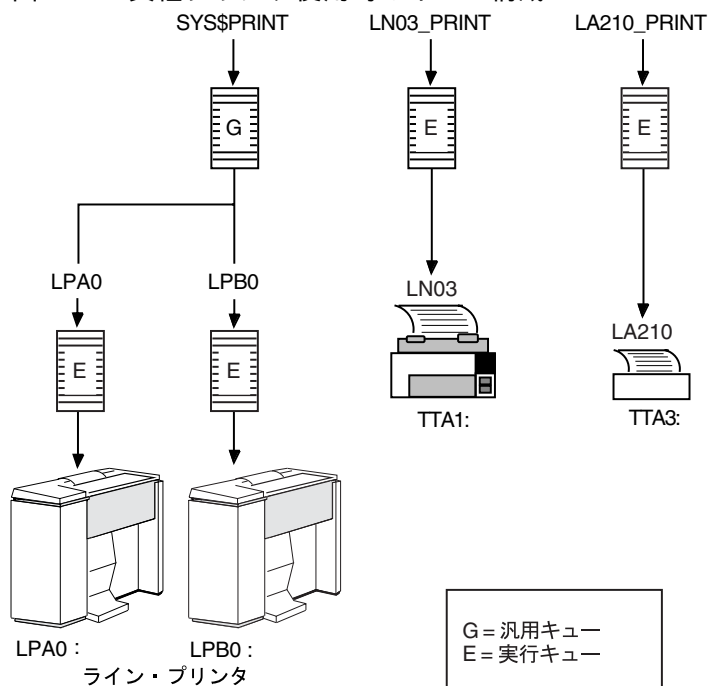 SYS$PRINT
LN03_PRINT
LA210_PRINT
G
E
E
LPA0
LPB0
LN03
LA210
E
E
TTA1:
TTA3:
LPA0 :
LPB0 :
ライン・プリンタ
G = 汎用キュー
E = 実行キュー